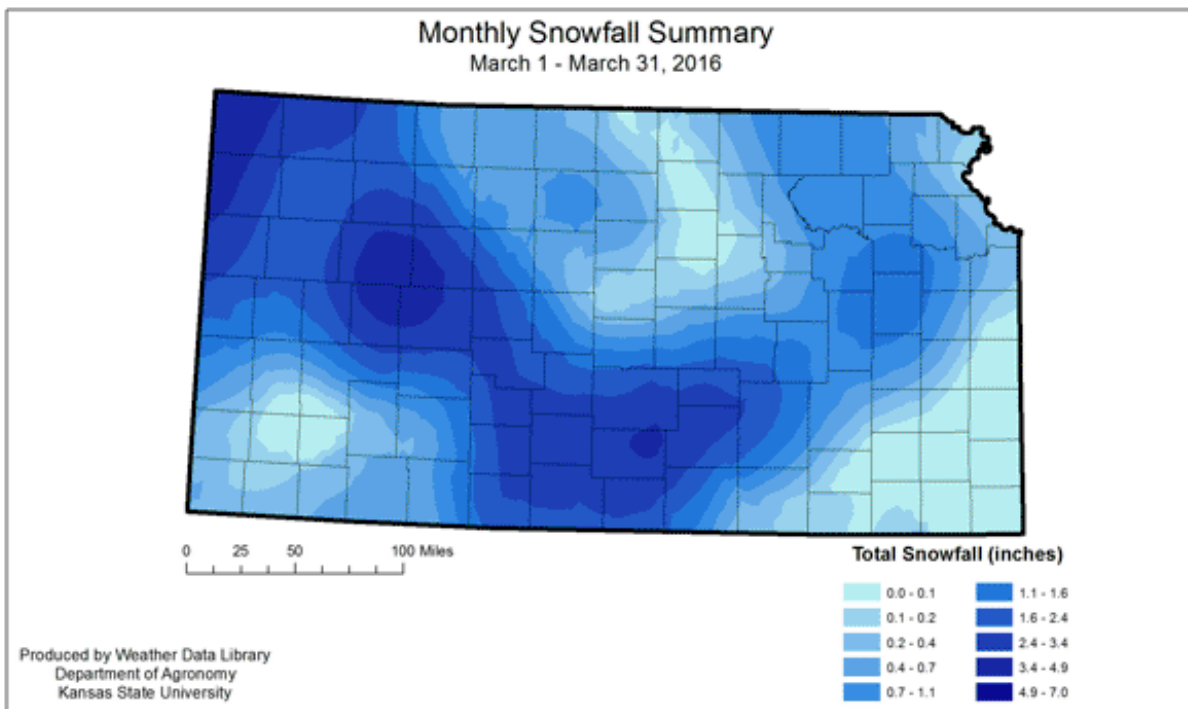 Monthly Snowfall Summary
March 1 - March 31, 2016
0 25 50 100 Miles
Total Snowfall (inches)
0.0 - 0.1
0.1 - 0.2
0.2 - 0.4
0.4 - 0.7
0.7 - 1.1
1.1 - 1.6
1.6 - 2.4
2.4 - 3.4
3.4 - 4.9
4.9 - 7.0
Produced by Weather Data Library
Department of Agronomy
Kansas State University